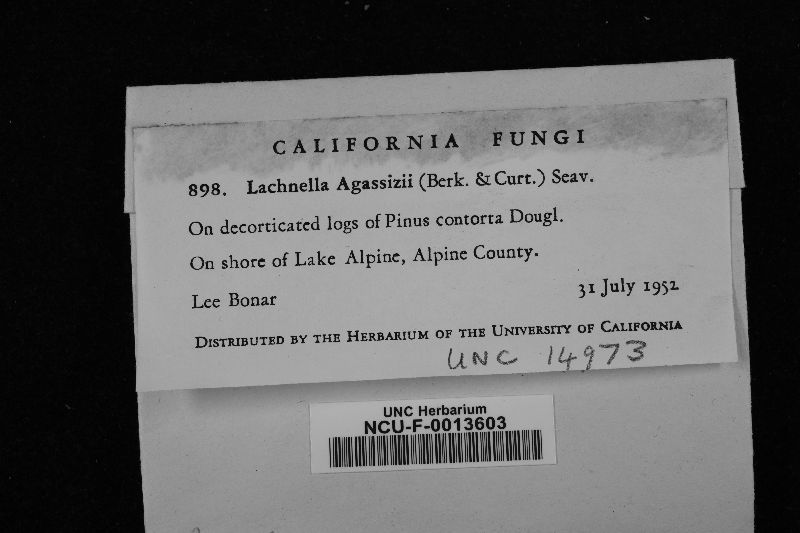 CALIFORNIA FUNGI
898. Lachnella Agassizii (Berk. & Curt.) Seav.
On decorticated logs of Pinus contorta Dougl.
On shore of Lake Alpine, Alpine County.
Lee Bonar 31 July 1952
DISTRIBUTED BY THE HERBARIUM OF THE UNIVERSITY OF CALIFORNIA
UNC 14973
UNC Herbarium
NCU-F-0013603